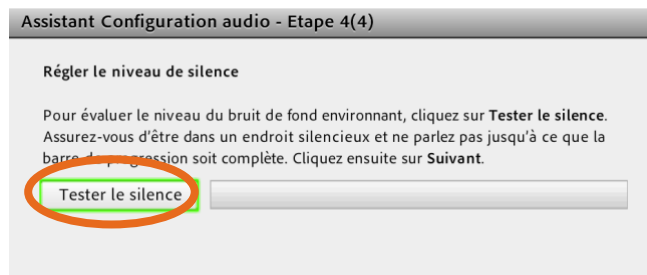 Assistant Configuration audio - Etape 4(4)
Régler le niveau de silence
Pour évaluer le niveau du bruit de fond environnant, cliquez sur Tester le silence.
Assurez-vous d'être dans un endroit silencieux et ne parlez pas jusqu'à ce que la
barre de progression soit complète. Cliquez ensuite sur Suivant.
Tester le silence